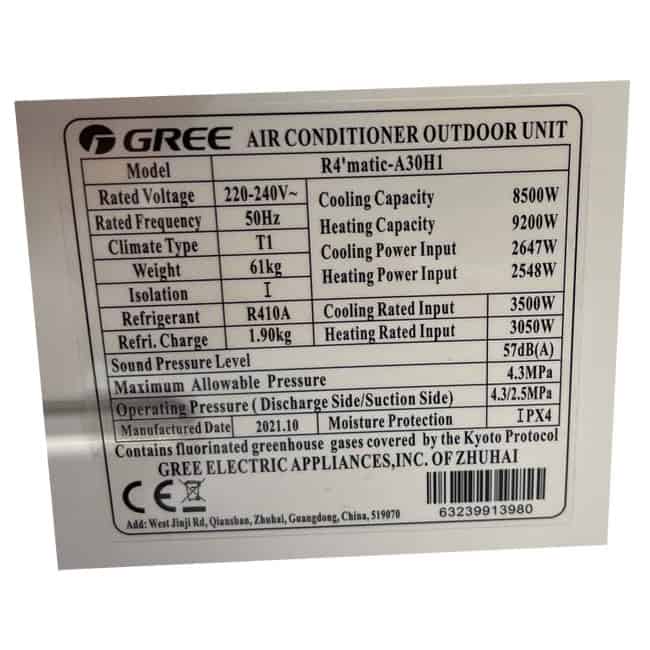 GREE AIR CONDITIONER OUTDOOR UNIT
Model R4'matic-A30H1
Rated Voltage 220-240V~ Cooling Capacity 8500W
Rated Frequency 50Hz Heating Capacity 9200W
Climate Type T1 Cooling Power Input 2647W
Weight 61kg Heating Power Input 2548W
Isolation I
Refrigerant R410A Cooling Rated Input 3500W
Refri. Charge 1.90kg Heating Rated Input 3050W
Sound Pressure Level 57dB(A)
Maximum Allowable Pressure 4.3MPa
Operating Pressure ( Discharge Side/Suction Side) 4.3/2.5MPa
Manufactured Date 2021.10 Moisture Protection IPX4
Contains fluorinated greenhouse gases covered by the Kyoto Protocol
GREE ELECTRIC APPLIANCES,INC. OF ZHUHAI
CE
63239913980
Add: West Jinji Rd, Qianshan, Zhuhai, Guangdong, China, 519070